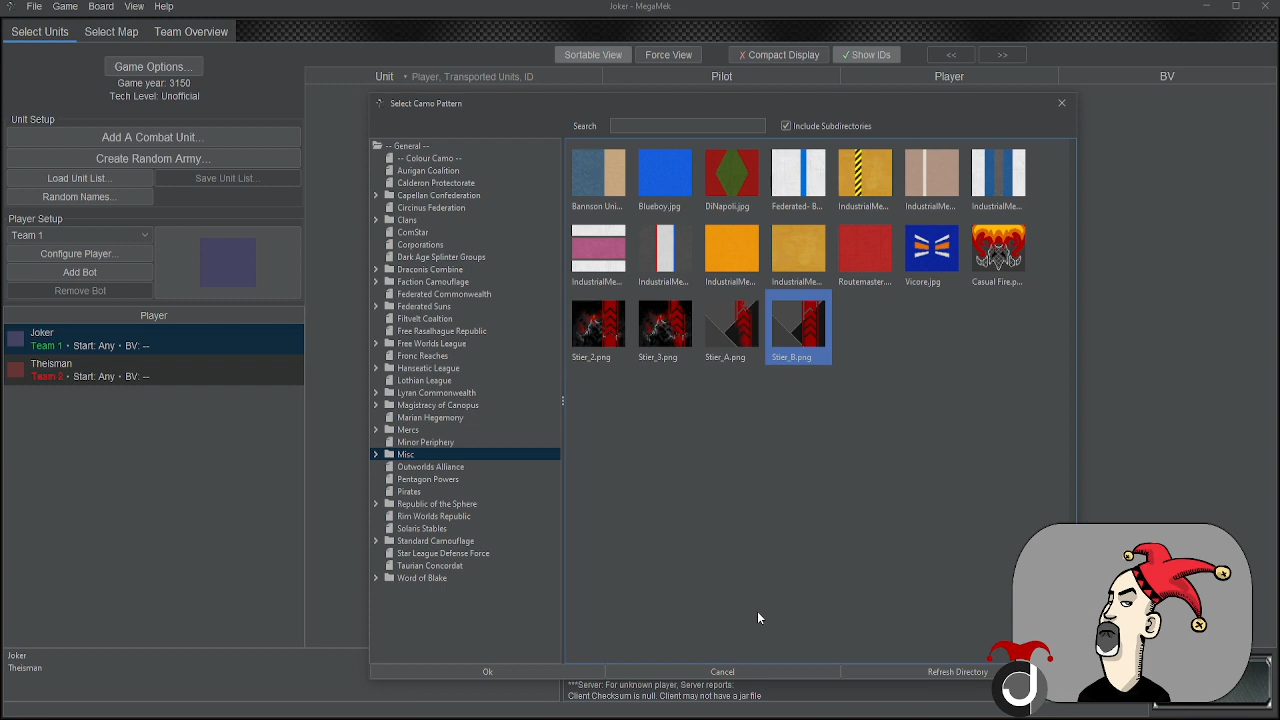 Joker - MegaMek
File Game Board View Help
Select Units Select Map Team Overview
Sortable View Force View ✗ Compact Display ✓ Show IDs << >>
Game Options...
Game year: 3150
Tech Level: Unofficial
Unit • Player, Transported Units, ID Pilot Player BV
Unit Setup
Add A Combat Unit...
Create Random Army...
Load Unit List... Save Unit List...
Random Names...
Player Setup
Team 1
Configure Player...
Add Bot
Remove Bot
Player
Joker
Team 1 • Start: Any • BV: --
Theisman
Team 2 • Start: Any • BV: --
Select Camo Pattern
Search Include Subdirectories
-- General --
-- Colour Camo --
Aurigan Coalition
Calderon Protectorate
Capellan Confederation
Circinus Federation
Clans
ComStar
Corporations
Dark Age Splinter Groups
Draconis Combine
Faction Camouflage
Federated Commonwealth
Federated Suns
Filtvelt Coalition
Free Rasalhague Republic
Free Worlds League
Fronc Reaches
Hanseatic League
Lothian League
Lyran Commonwealth
Magistracy of Canopus
Marian Hegemony
Mercs
Minor Periphery
Misc
Outworlds Alliance
Pentagon Powers
Pirates
Republic of the Sphere
Rim Worlds Republic
Solaris Stables
Standard Camouflage
Star League Defense Force
Taurian Concordat
Word of Blake
Bannson Uni... Blueboy.jpg DiNapoli.jpg Federated- B... IndustrialMe... IndustrialMe... IndustrialMe...
IndustrialMe... IndustrialMe... IndustrialMe... IndustrialMe... Routemaster.... Vicore.jpg Casual Fire.p...
Stier_2.png Stier_3.png Stier_A.png Stier_B.png
Ok Cancel Refresh Directory
Joker
Theisman
***Server: For unknown player, Server reports:
Client Checksum is null. Client may not have a jar file